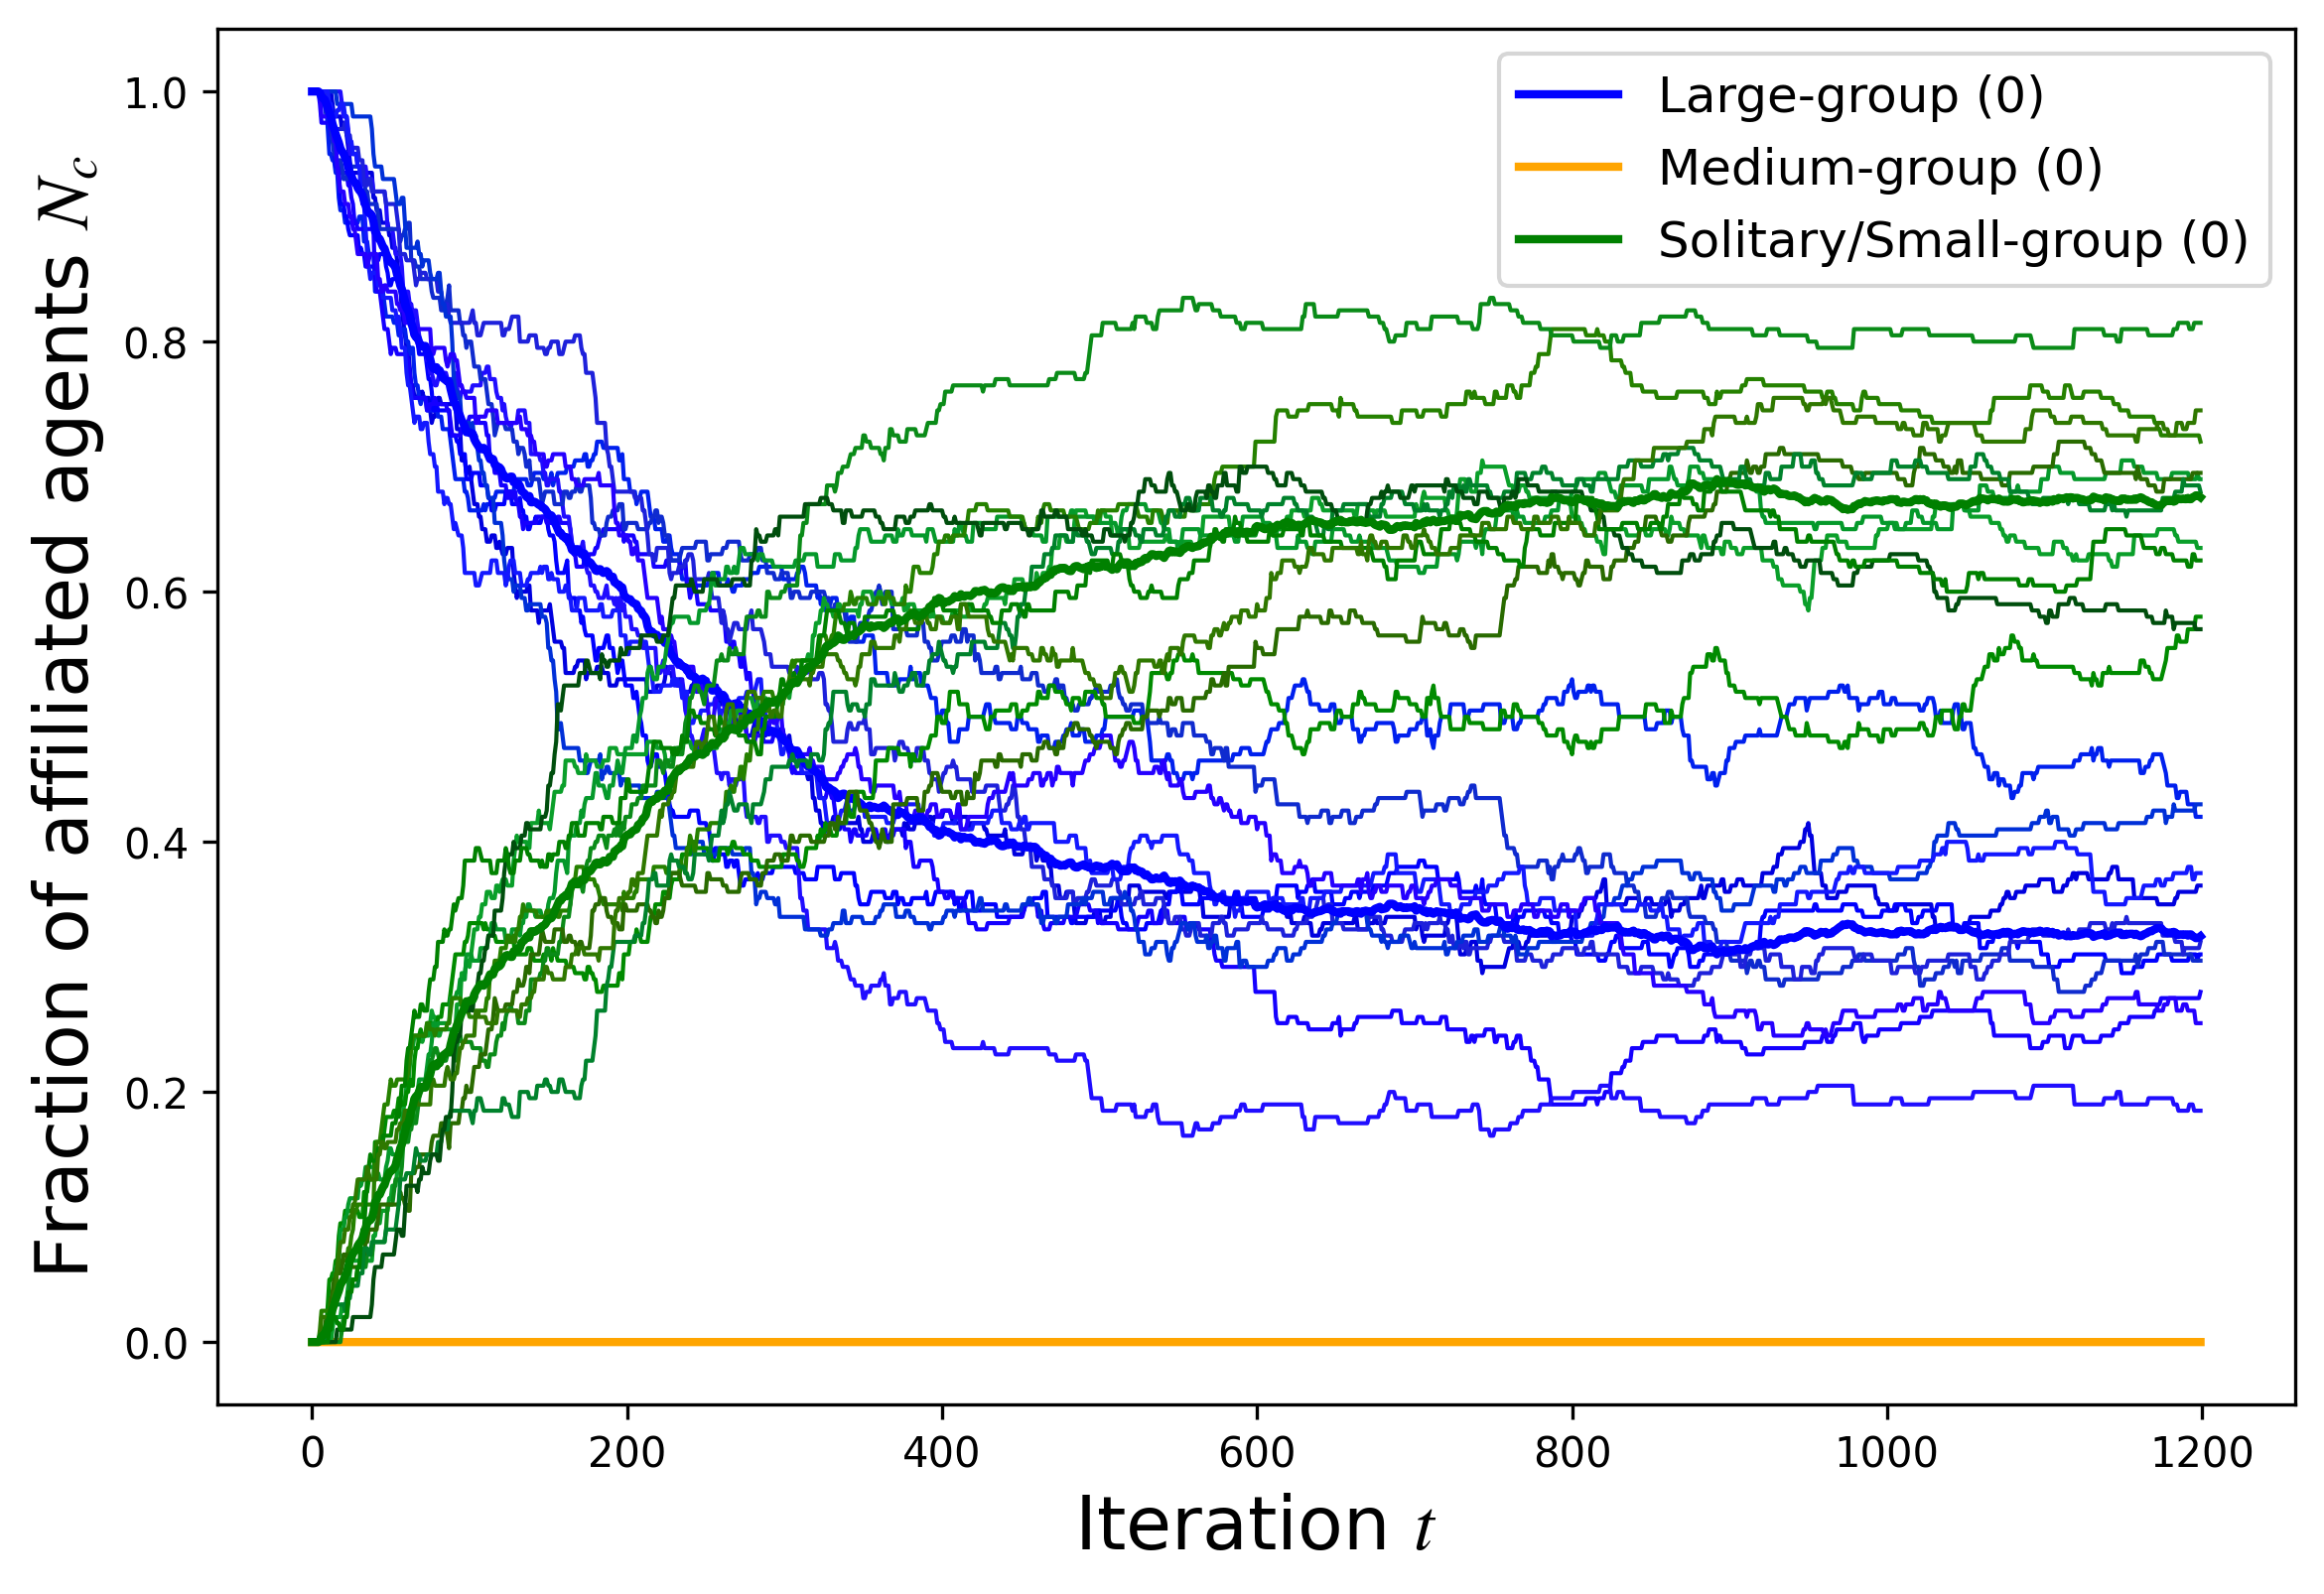 Large-group (0)
Medium-group (0)
Solitary/Small-group (0)
Fraction of affiliated agents N_c
1.0
0.8
0.6
0.4
0.2
0.0
0 200 400 600 800 1000 1200
Iteration t